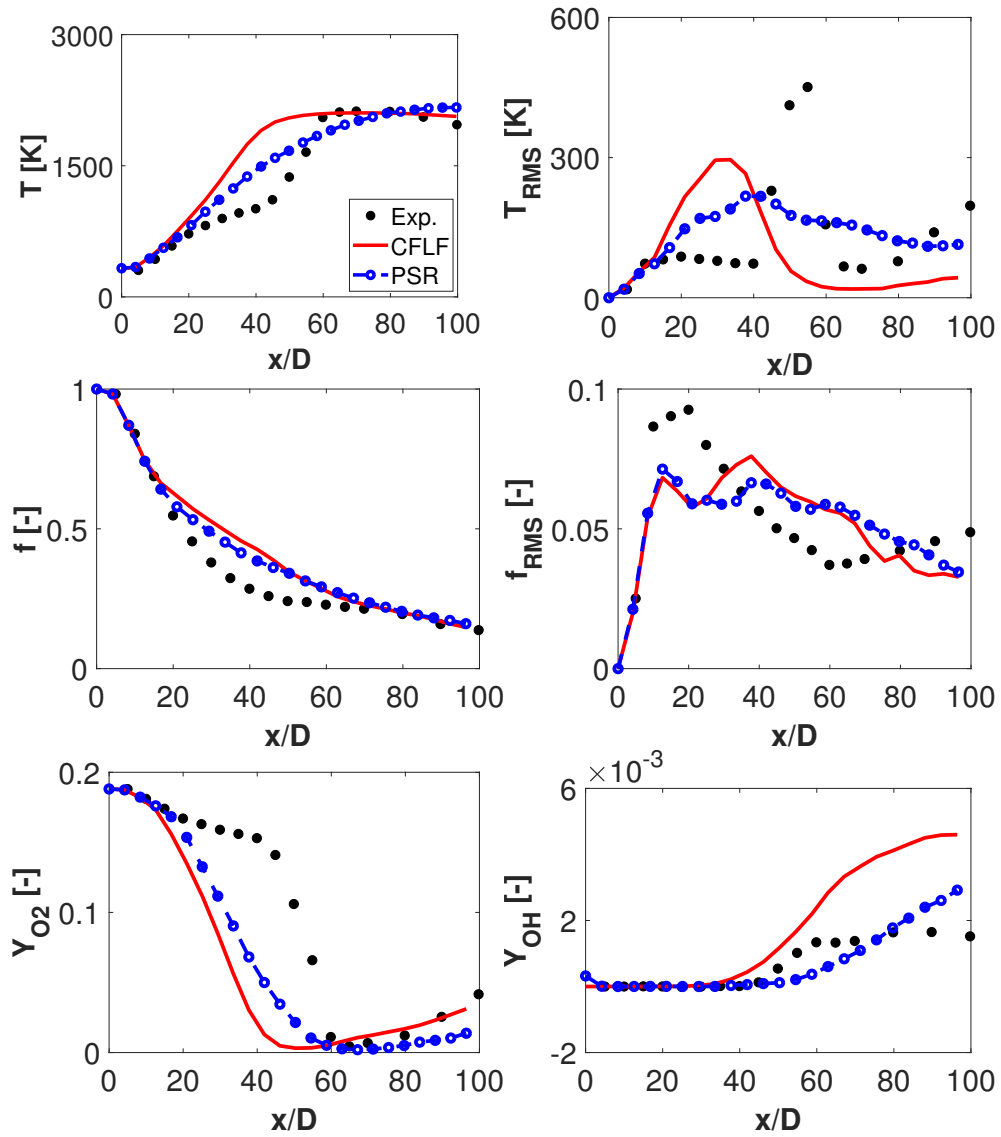 3000
1500
0
T [K]
0 20 40 60 80 100
x/D
Exp.
CFLF
PSR
600
300
0
T_RMS [K]
0 20 40 60 80 100
x/D
1
0.5
0
f [-]
0 20 40 60 80 100
x/D
0.1
0.05
0
f_RMS [-]
0 20 40 60 80 100
x/D
0.2
0.1
0
Y_O2 [-]
0 20 40 60 80 100
x/D
×10^-3
6
2
-2
Y_OH [-]
0 20 40 60 80 100
x/D